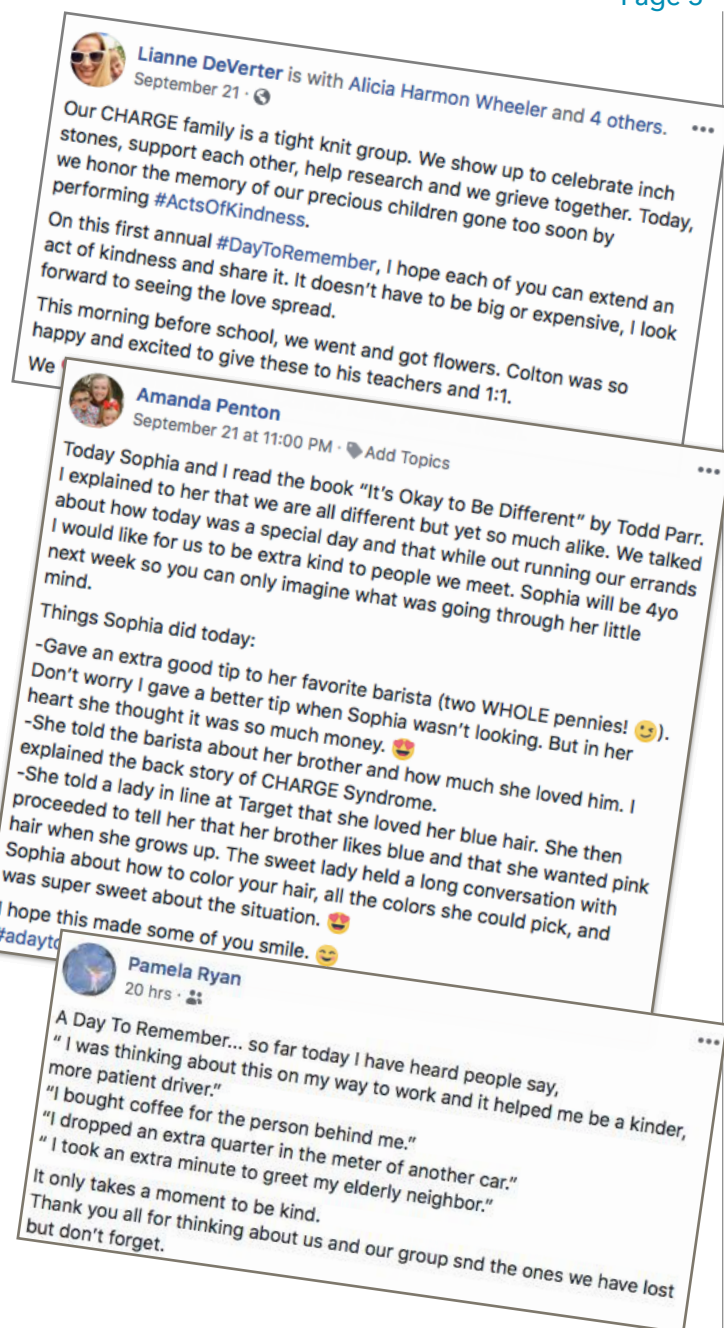 Page 5
Lianne DeVerter is with Alicia Harmon Wheeler and 4 others.
September 21 ·
Our CHARGE family is a tight knit group. We show up to celebrate inch
stones, support each other, help research and we grieve together. Today,
we honor the memory of our precious children gone too soon by
performing #ActsOfKindness.
On this first annual #DayToRemember, I hope each of you can extend an
act of kindness and share it. It doesn't have to be big or expensive, I look
forward to seeing the love spread.
This morning before school, we went and got flowers. Colton was so
happy and excited to give these to his teachers and 1:1.
We
Amanda Penton
September 21 at 11:00 PM · Add Topics
Today Sophia and I read the book "It's Okay to Be Different" by Todd Parr.
I explained to her that we are all different but yet so much alike. We talked
about how today was a special day and that while out running our errands
I would like for us to be extra kind to people we meet. Sophia will be 4yo
next week so you can only imagine what was going through her little
mind.
Things Sophia did today:
-Gave an extra good tip to her favorite barista (two WHOLE pennies! 😉).
Don't worry I gave a better tip when Sophia wasn't looking. But in her
heart she thought it was so much money. 😍
-She told the barista about her brother and how much she loved him. I
explained the back story of CHARGE Syndrome.
-She told a lady in line at Target that she loved her blue hair. She then
proceeded to tell her that her brother likes blue and that she wanted pink
hair when she grows up. The sweet lady held a long conversation with
Sophia about how to color your hair, all the colors she could pick, and
was super sweet about the situation. 😍
I hope this made some of you smile. 😊
#adayto
Pamela Ryan
20 hrs ·
A Day To Remember... so far today I have heard people say,
" I was thinking about this on my way to work and it helped me be a kinder,
more patient driver."
"I bought coffee for the person behind me."
"I dropped an extra quarter in the meter of another car."
" I took an extra minute to greet my elderly neighbor."
It only takes a moment to be kind.
Thank you all for thinking about us and our group snd the ones we have lost
but don't forget.